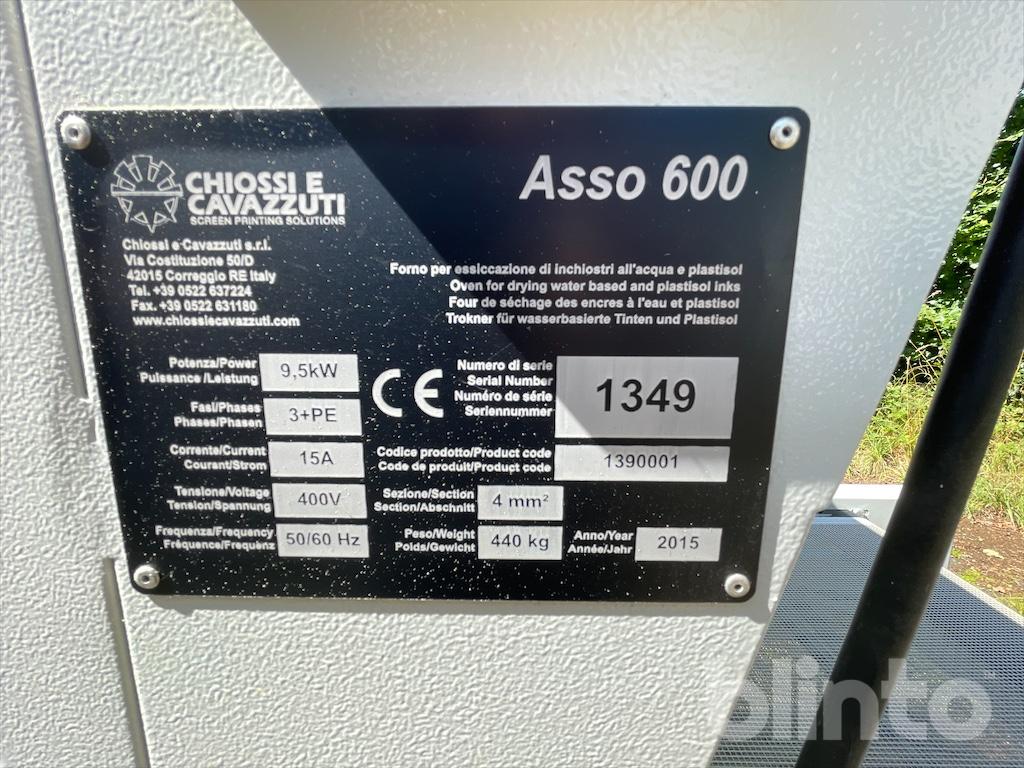 CHIOSSI E
CAVAZZUTI
SCREEN PRINTING SOLUTIONS
Asso 600
Chiossi e Cavazzuti s.r.l.
Via Costituzione 50/D
42015 Correggio RE Italy
Tel. +39 0522 637224
Fax. +39 0522 631180
www.chiossiecavazzuti.com
Forno per essiccazione di inchiostri all'acqua e plastisol
Oven for drying water based and plastisol inks
Four de séchage des encres à l'eau et plastisol
Trokner für wasserbasierte Tinten und Plastisol
Potenza/Power
Puissance /Leistung
9,5kW
Fasi/Phases
Phases/Phasen
3+PE
Corrente/Current
Courant/Strom
15A
Tensione/Voltage
Tension/Spannung
400V
Frequenza/Frequency
Fréquence/Frequenz
50/60 Hz
CE
Numero di serie
Serial Number
Numéro de série
Seriennummer
1349
Codice prodotto/Product code
Code de produit/Product code
1390001
Sezione/Section
Section/Abschnitt
4 mm²
Peso/Weight
Poids/Gewicht
440 kg
Anno/Year
Année/Jahr
2015
blinto